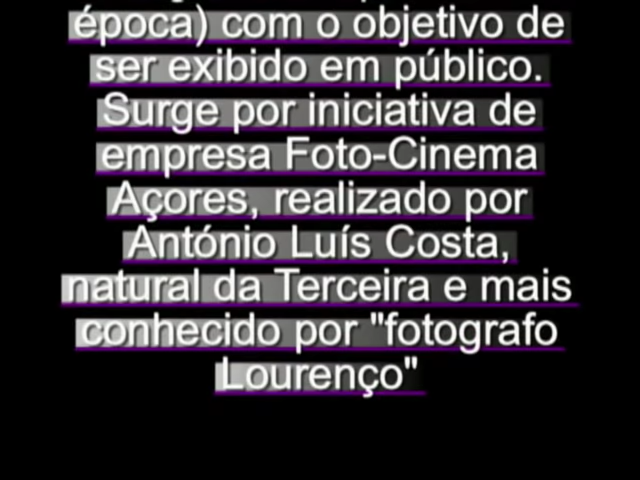 época) com o objetivo de
ser exibido em público.
Surge por iniciativa de
empresa Foto-Cinema
Açores, realizado por
António Luís Costa,
natural da Terceira e mais
conhecido por "fotografo
Lourenço"